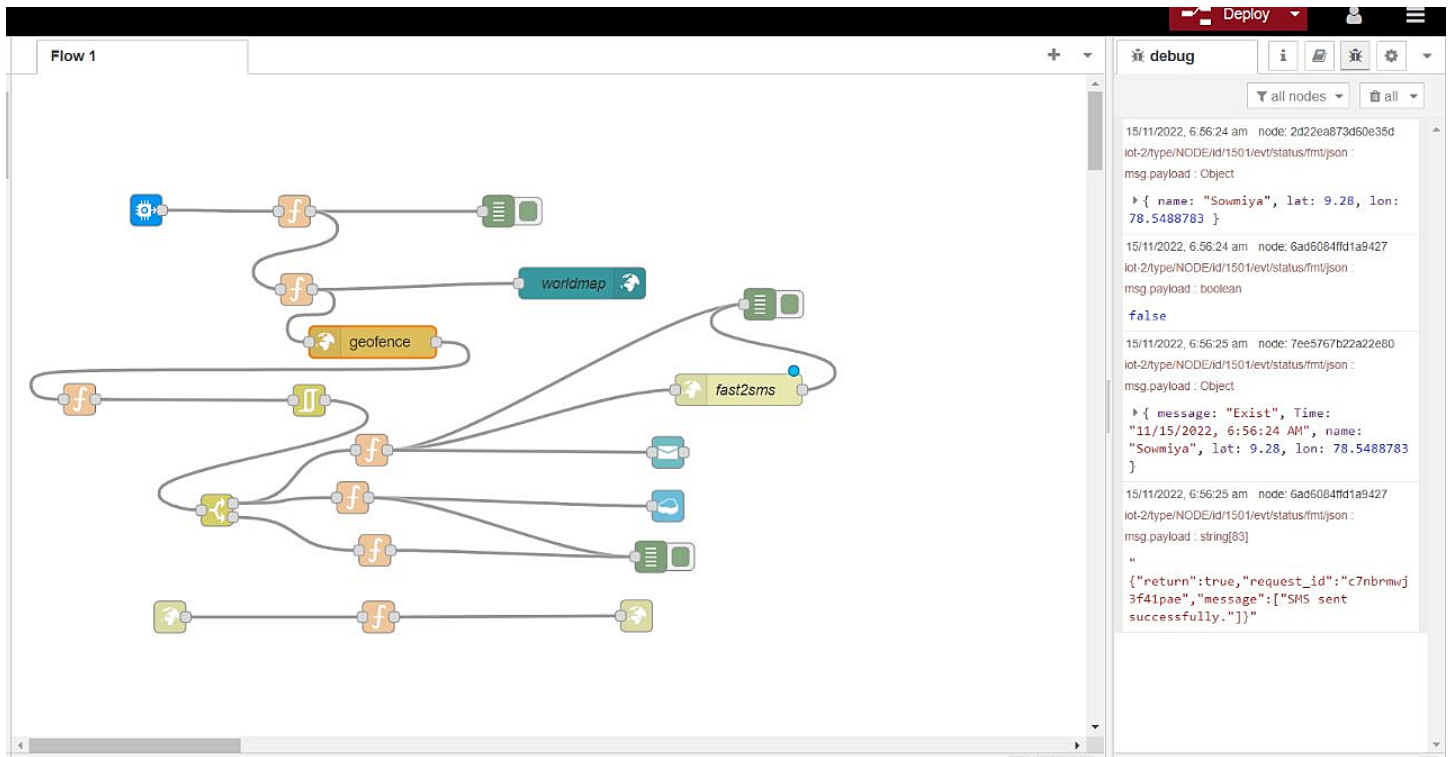 Deploy
Flow 1
debug
i
all nodes
all
worldmap
geofence
fast2sms
15/11/2022, 6:56:24 am node: 2d22ea873d60e35d
iot-2/type/NODE/id/1501/evt/status/fmt/json :
msg.payload : Object
{ name: "Sowmiya", lat: 9.28, lon:
78.5488783 }
15/11/2022, 6:56:24 am node: 6ad6084ffd1a9427
iot-2/type/NODE/id/1501/evt/status/fmt/json :
msg.payload : boolean
false
15/11/2022, 6:56:25 am node: 7ee5767b22a22e80
iot-2/type/NODE/id/1501/evt/status/fmt/json :
msg.payload : Object
{ message: "Exist", Time:
"11/15/2022, 6:56:24 AM", name:
"Sowmiya", lat: 9.28, lon: 78.5488783
}
15/11/2022, 6:56:25 am node: 6ad6084ffd1a9427
iot-2/type/NODE/id/1501/evt/status/fmt/json :
msg.payload : string[83]
"
{"return":true,"request_id":"c7nbrmwj
3f41pae","message":["SMS sent
successfully."]}"